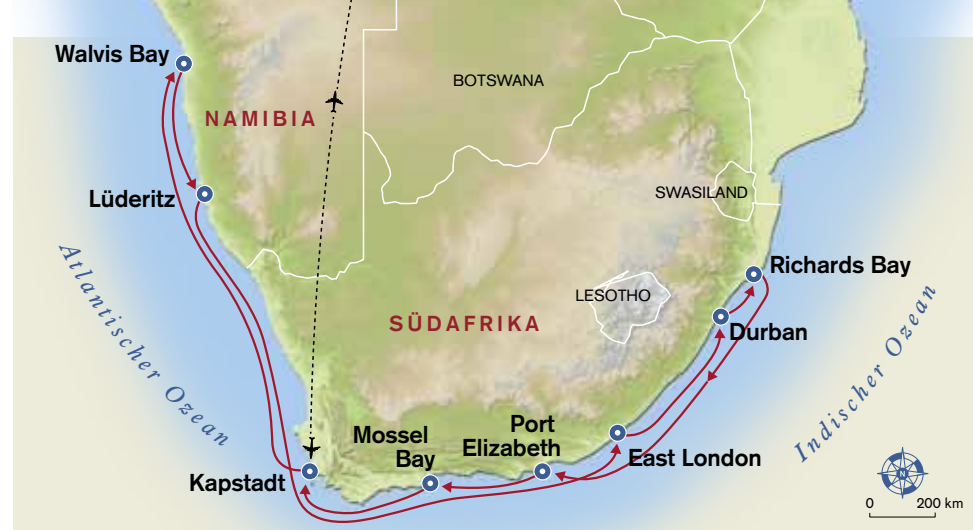 Walvis Bay
BOTSWANA
NAMIBIA
SWASILAND
Lüderitz
Richards Bay
LESOTHO
SÜDAFRIKA
Durban
Atlantischer Ozean
Indischer Ozean
Mossel
Bay
Port
Elizabeth
East London
Kapstadt
N
0 200 km